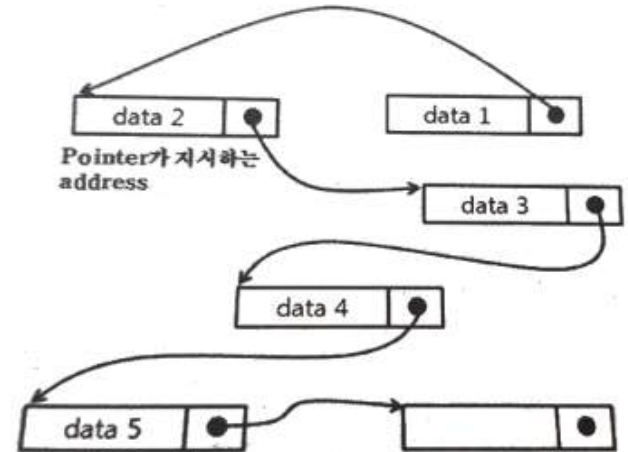 data 2
data 1
Pointer가 지시하는
address
data 3
data 4
data 5